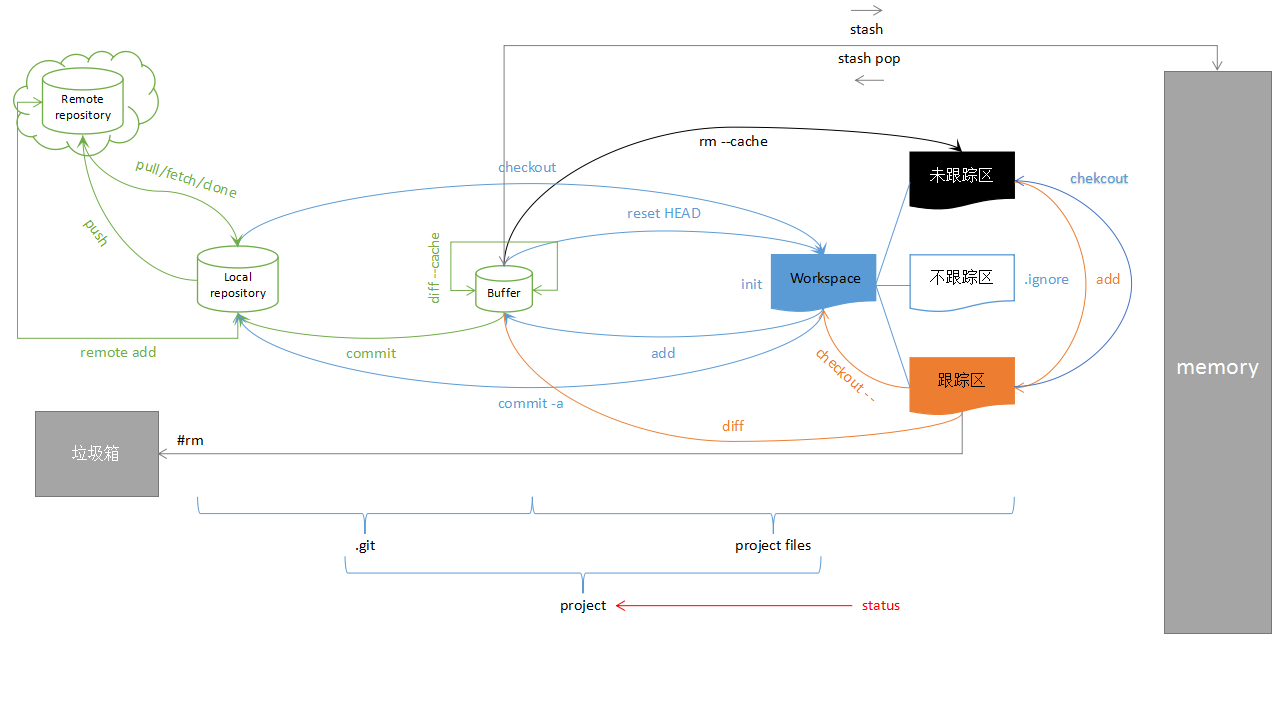 stash
stash pop
Remote
repository
pull/fetch/clone
push
checkout
rm --cache
未跟踪区
chekcout
reset HEAD
diff --cache
Local
repository
Buffer
init
Workspace
不跟踪区
.ignore
add
remote add
commit
add
checkout --
跟踪区
memory
commit -a
diff
#rm
垃圾箱
.git
project files
project
status